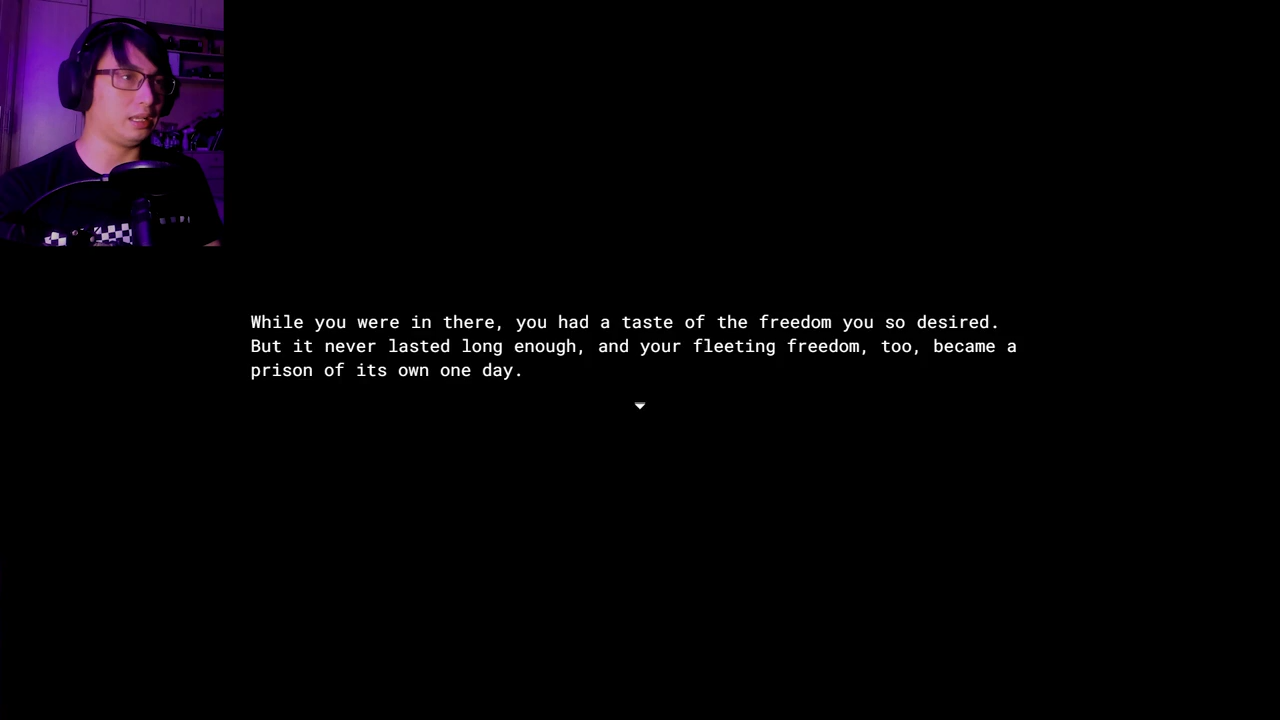 While you were in there, you had a taste of the freedom you so desired.
But it never lasted long enough, and your fleeting freedom, too, became a
prison of its own one day.